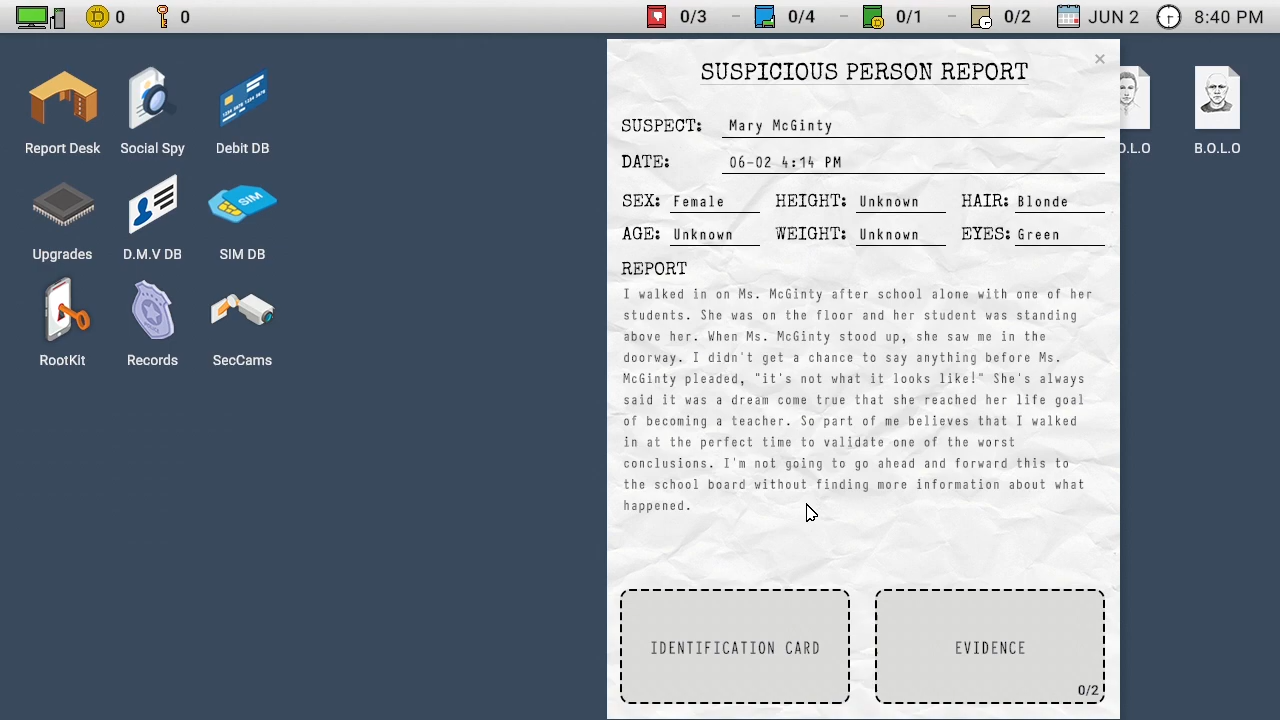 0 0 0/3 - 0/4 - 0/1 - 0/2 JUN 2 8:40 PM
SUSPICIOUS PERSON REPORT ×
SUSPECT: Mary McGinty
DATE: 06-02 4:14 PM
SEX: Female HEIGHT: Unknown HAIR: Blonde
AGE: Unknown WEIGHT: Unknown EYES: Green
REPORT
I walked in on Ms. McGinty after school alone with one of her
students. She was on the floor and her student was standing
above her. When Ms. McGinty stood up, she saw me in the
doorway. I didn't get a chance to say anything before Ms.
McGinty pleaded, "it's not what it looks like!" She's always
said it was a dream come true that she reached her life goal
of becoming a teacher. So part of me believes that I walked
in at the perfect time to validate one of the worst
conclusions. I'm not going to go ahead and forward this to
the school board without finding more information about what
happened.
IDENTIFICATION CARD
EVIDENCE
0/2
Report Desk Social Spy Debit DB
Upgrades D.M.V DB SIM DB
SIM
RootKit Records SecCams
.O.L.O B.O.L.O